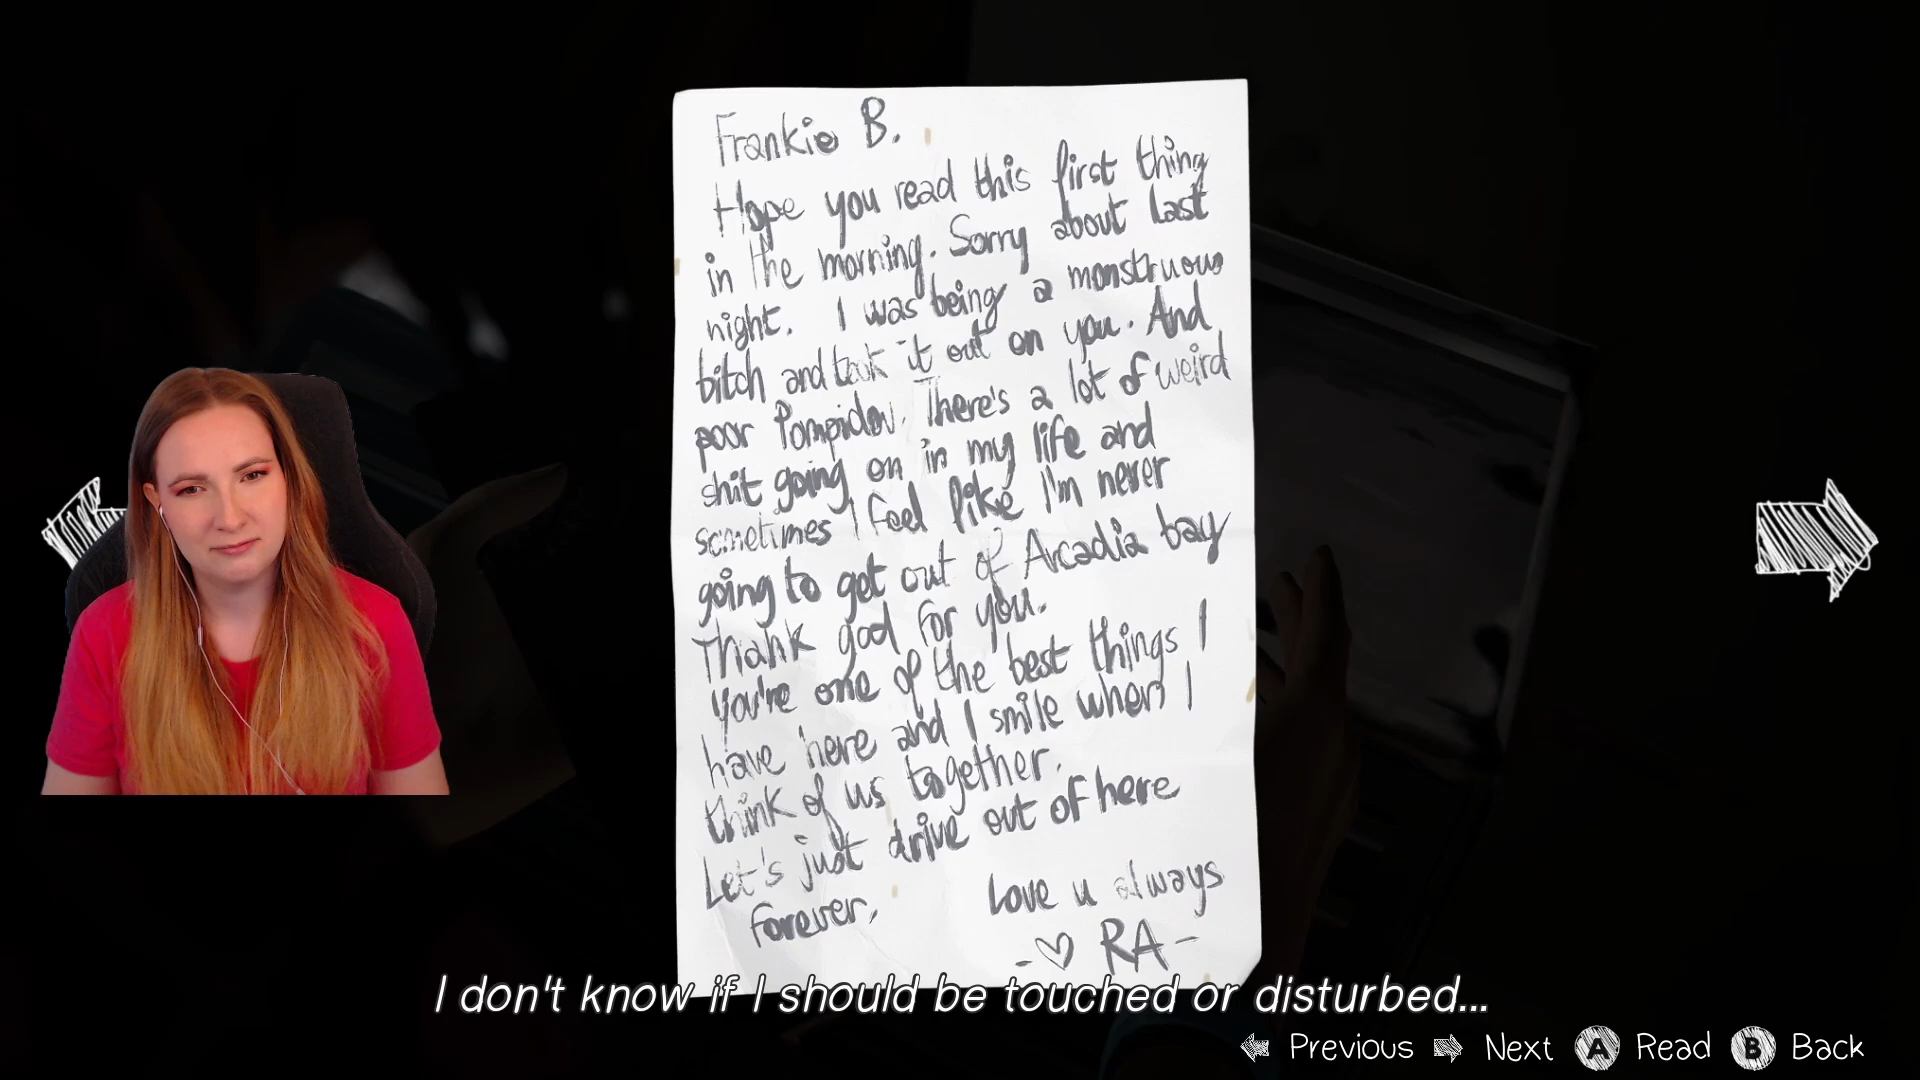 Frankie B.
Hope you read this first thing
in the morning. Sorry about last
night. I was being a monstruous
bitch and took it out on you. And
poor Pompidou. There's a lot of weird
shit going on in my life and
sometimes I feel like I'm never
going to get out of Arcadia bay
Thank god for you.
You're one of the best things I
have here and I smile when I
think of us together.
Let's just drive out of here
forever.
Love u always
- ♡ RA -
I don't know if I should be touched or disturbed...
Previous Next A Read B Back